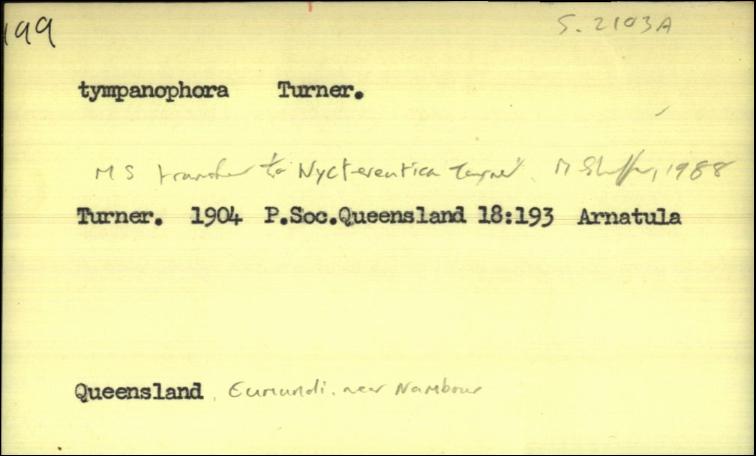 199
S. 2103A
tympanophora Turner.
MS transfer to Nyctereutica Turner. M Shaffer, 1988
Turner. 1904 P.Soc.Queensland 18:193 Arnatula
Queensland. Eumundi. near Nambour